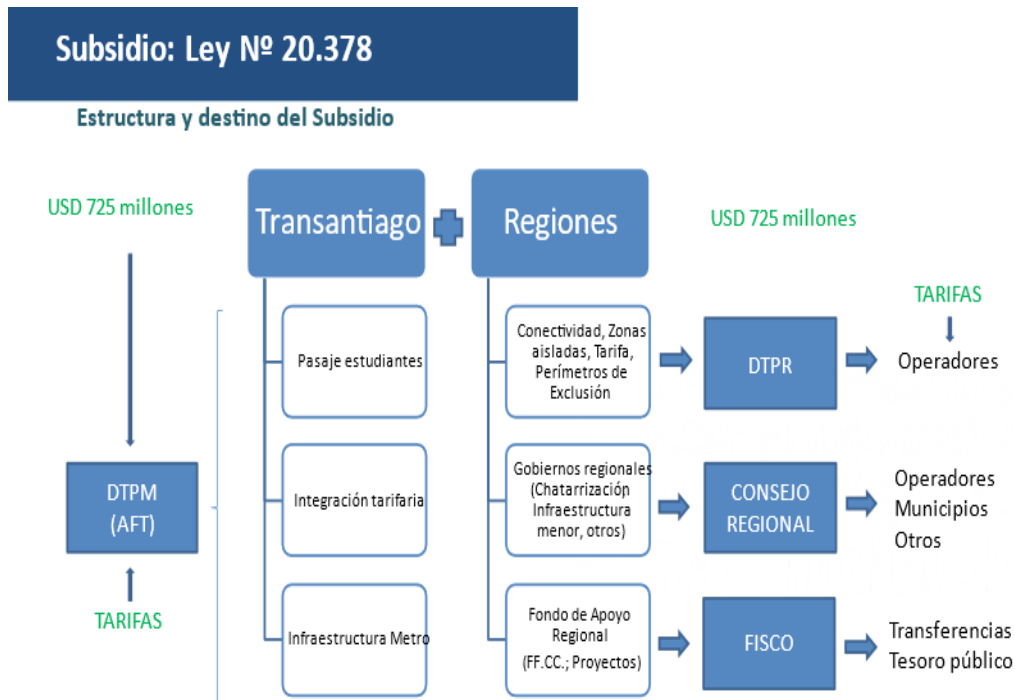 Subsidio: Ley Nº 20.378
Estructura y destino del Subsidio
USD 725 millones
Transantiago
Regiones
USD 725 millones
TARIFAS
Pasaje estudiantes
Conectividad, Zonas
aisladas, Tarifa,
Perímetros de
Exclusión
DTPR
Operadores
DTPM
(AFT)
Integración tarifaria
Gobiernos regionales
(Chatarrización
Infraestructura
menor, otros)
CONSEJO
REGIONAL
Operadores
Municipios
Otros
TARIFAS
Infraestructura Metro
Fondo de Apoyo
Regional
(FF.CC.; Proyectos)
FISCO
Transferencias
Tesoro público